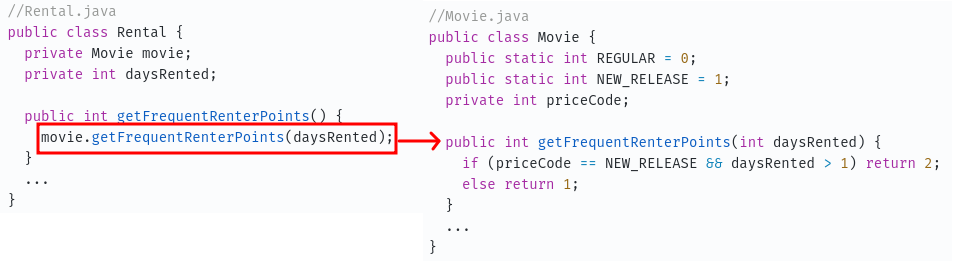 //Rental.java
public class Rental {
  private Movie movie;
  private int daysRented;

  public int getFrequentRenterPoints() {
    movie.getFrequentRenterPoints(daysRented);
  }
  ...
}
//Movie.java
public class Movie {
  public static int REGULAR = 0;
  public static int NEW_RELEASE = 1;
  private int priceCode;

  public int getFrequentRenterPoints(int daysRented) {
    if (priceCode == NEW_RELEASE && daysRented > 1) return 2;
    else return 1;
  }
  ...
}